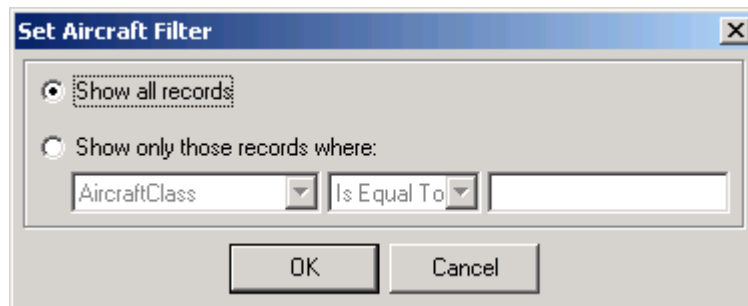 Set Aircraft Filter
Show all records
Show only those records where:
AircraftClass Is Equal To
OK Cancel